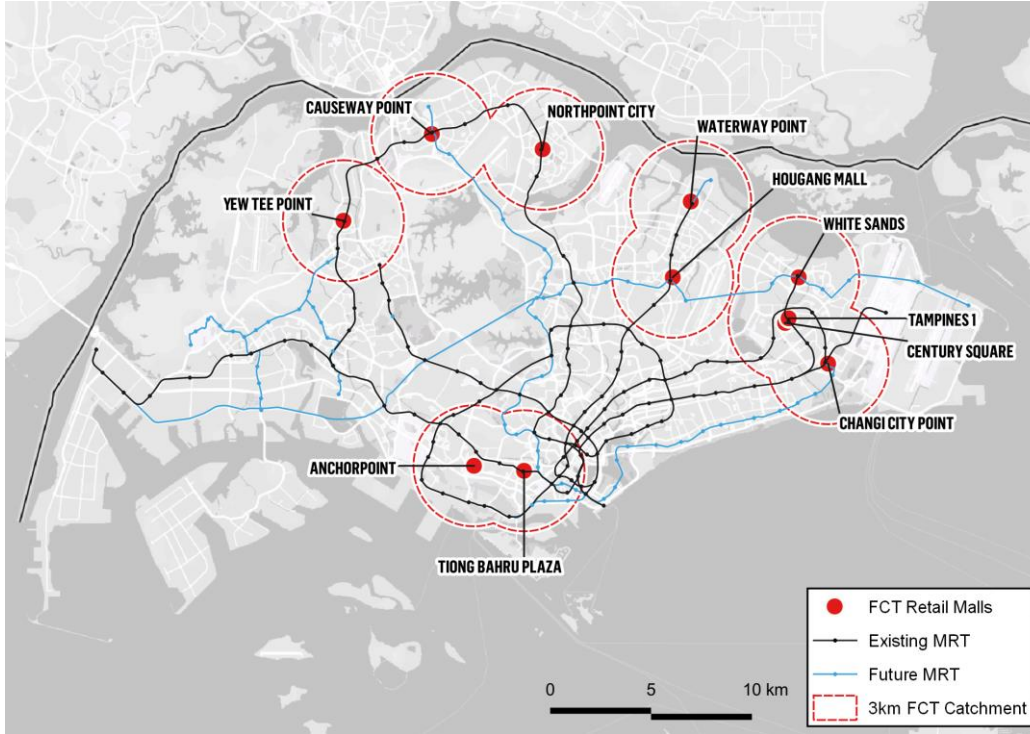 CAUSEWAY POINT
NORTHPOINT CITY
WATERWAY POINT
HOUGANG MALL
YEW TEE POINT
WHITE SANDS
TAMPINES 1
CENTURY SQUARE
CHANGI CITY POINT
ANCHORPOINT
TIONG BAHRU PLAZA
FCT Retail Malls
Existing MRT
Future MRT
3km FCT Catchment
0 5 10 km